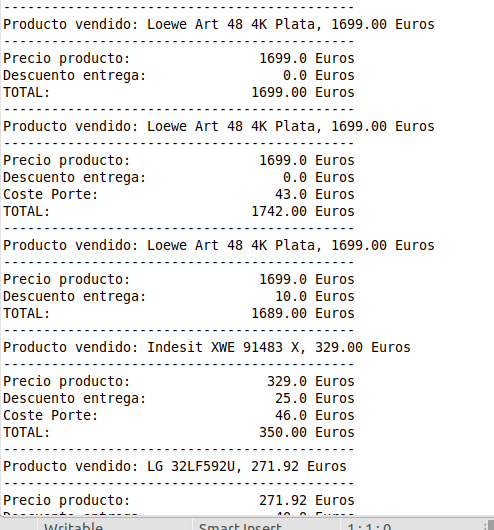 --------------------------------------------
Producto vendido: Loewe Art 48 4K Plata, 1699.00 Euros
--------------------------------------------
Precio producto:                1699.0 Euros
Descuento entrega:                 0.0 Euros
TOTAL:                         1699.00 Euros
--------------------------------------------
Producto vendido: Loewe Art 48 4K Plata, 1699.00 Euros
--------------------------------------------
Precio producto:                1699.0 Euros
Descuento entrega:                 0.0 Euros
Coste Porte:                      43.0 Euros
TOTAL:                         1742.00 Euros
--------------------------------------------
Producto vendido: Loewe Art 48 4K Plata, 1699.00 Euros
--------------------------------------------
Precio producto:                1699.0 Euros
Descuento entrega:                10.0 Euros
TOTAL:                         1689.00 Euros
--------------------------------------------
Producto vendido: Indesit XWE 91483 X, 329.00 Euros
--------------------------------------------
Precio producto:                 329.0 Euros
Descuento entrega:                25.0 Euros
Coste Porte:                      46.0 Euros
TOTAL:                          350.00 Euros
--------------------------------------------
Producto vendido: LG 32LF592U, 271.92 Euros
--------------------------------------------
Precio producto:                271.92 Euros
Descuento entrega:                40.0 Euros
Writable Smart Insert 1 : 1 : 0